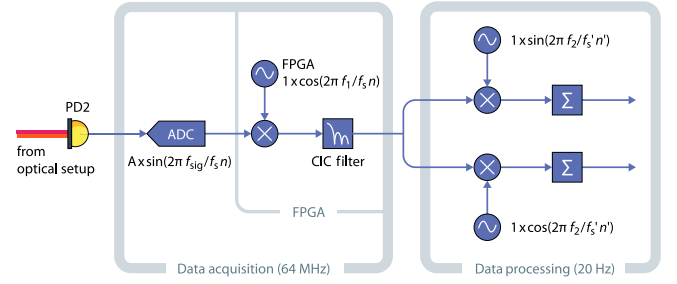 PD2
from
optical setup
ADC
A x sin(2π fsig/fs n)
FPGA
1 x cos(2π f1/fs n)
CIC filter
FPGA
Data acquisition (64 MHz)
1 x sin(2π f2/fs' n')
Σ
Σ
1 x cos(2π f2/fs' n')
Data processing (20 Hz)